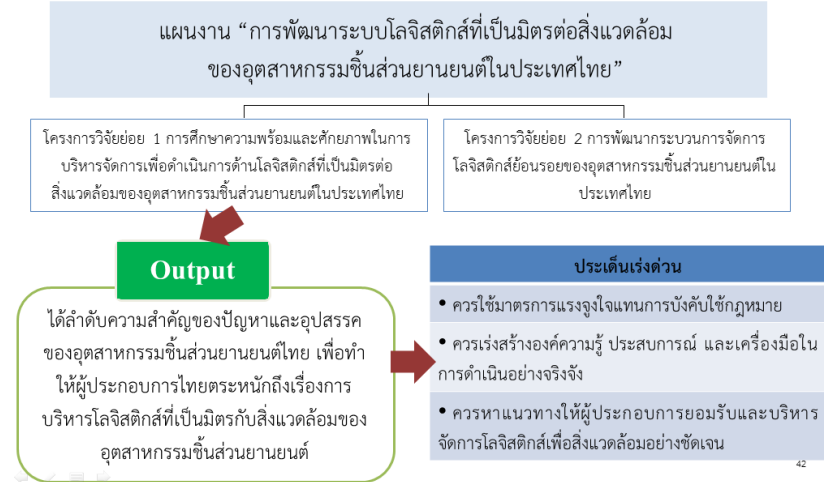 แผนงาน “การพัฒนาระบบโลจิสติกส์ที่เป็นมิตรต่อสิ่งแวดล้อม
ของอุตสาหกรรมชิ้นส่วนยานยนต์ในประเทศไทย”
โครงการวิจัยย่อย 1 การศึกษาความพร้อมและศักยภาพในการ
บริหารจัดการเพื่อดำเนินการด้านโลจิสติกส์ที่เป็นมิตรต่อ
สิ่งแวดล้อมของอุตสาหกรรมชิ้นส่วนยานยนต์ในประเทศไทย
โครงการวิจัยย่อย 2 การพัฒนากระบวนการจัดการ
โลจิสติกส์ย้อนรอยของอุตสาหกรรมชิ้นส่วนยานยนต์ใน
ประเทศไทย
Output
ได้ลำดับความสำคัญของปัญหาและอุปสรรค
ของอุตสาหกรรมชิ้นส่วนยานยนต์ไทย เพื่อทำ
ให้ผู้ประกอบการไทยตระหนักถึงเรื่องการ
บริหารโลจิสติกส์ที่เป็นมิตรกับสิ่งแวดล้อมของ
อุตสาหกรรมชิ้นส่วนยานยนต์
ประเด็นเร่งด่วน
• ควรใช้มาตรการแรงจูงใจแทนการบังคับใช้กฎหมาย
• ควรเร่งสร้างองค์ความรู้ ประสบการณ์ และเครื่องมือใน
การดำเนินอย่างจริงจัง
• ควรหาแนวทางให้ผู้ประกอบการยอมรับและบริหาร
จัดการโลจิสติกส์เพื่อสิ่งแวดล้อมอย่างชัดเจน
42